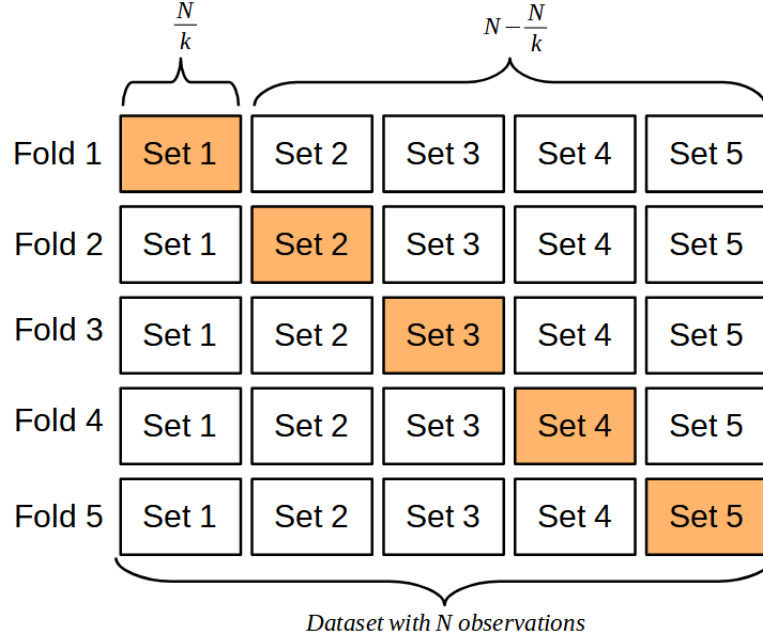 N/k N − N/k
Fold 1 Set 1 Set 2 Set 3 Set 4 Set 5
Fold 2 Set 1 Set 2 Set 3 Set 4 Set 5
Fold 3 Set 1 Set 2 Set 3 Set 4 Set 5
Fold 4 Set 1 Set 2 Set 3 Set 4 Set 5
Fold 5 Set 1 Set 2 Set 3 Set 4 Set 5
Dataset with N observations